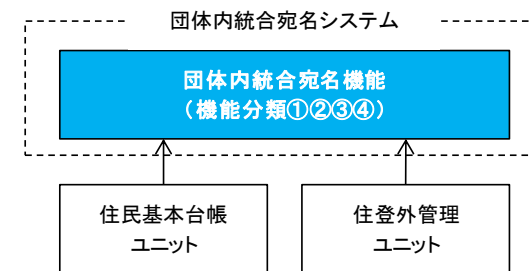 団体内統合宛名システム
団体内統合宛名機能
（機能分類①②③④）
住民基本台帳
ユニット
住登外管理
ユニット